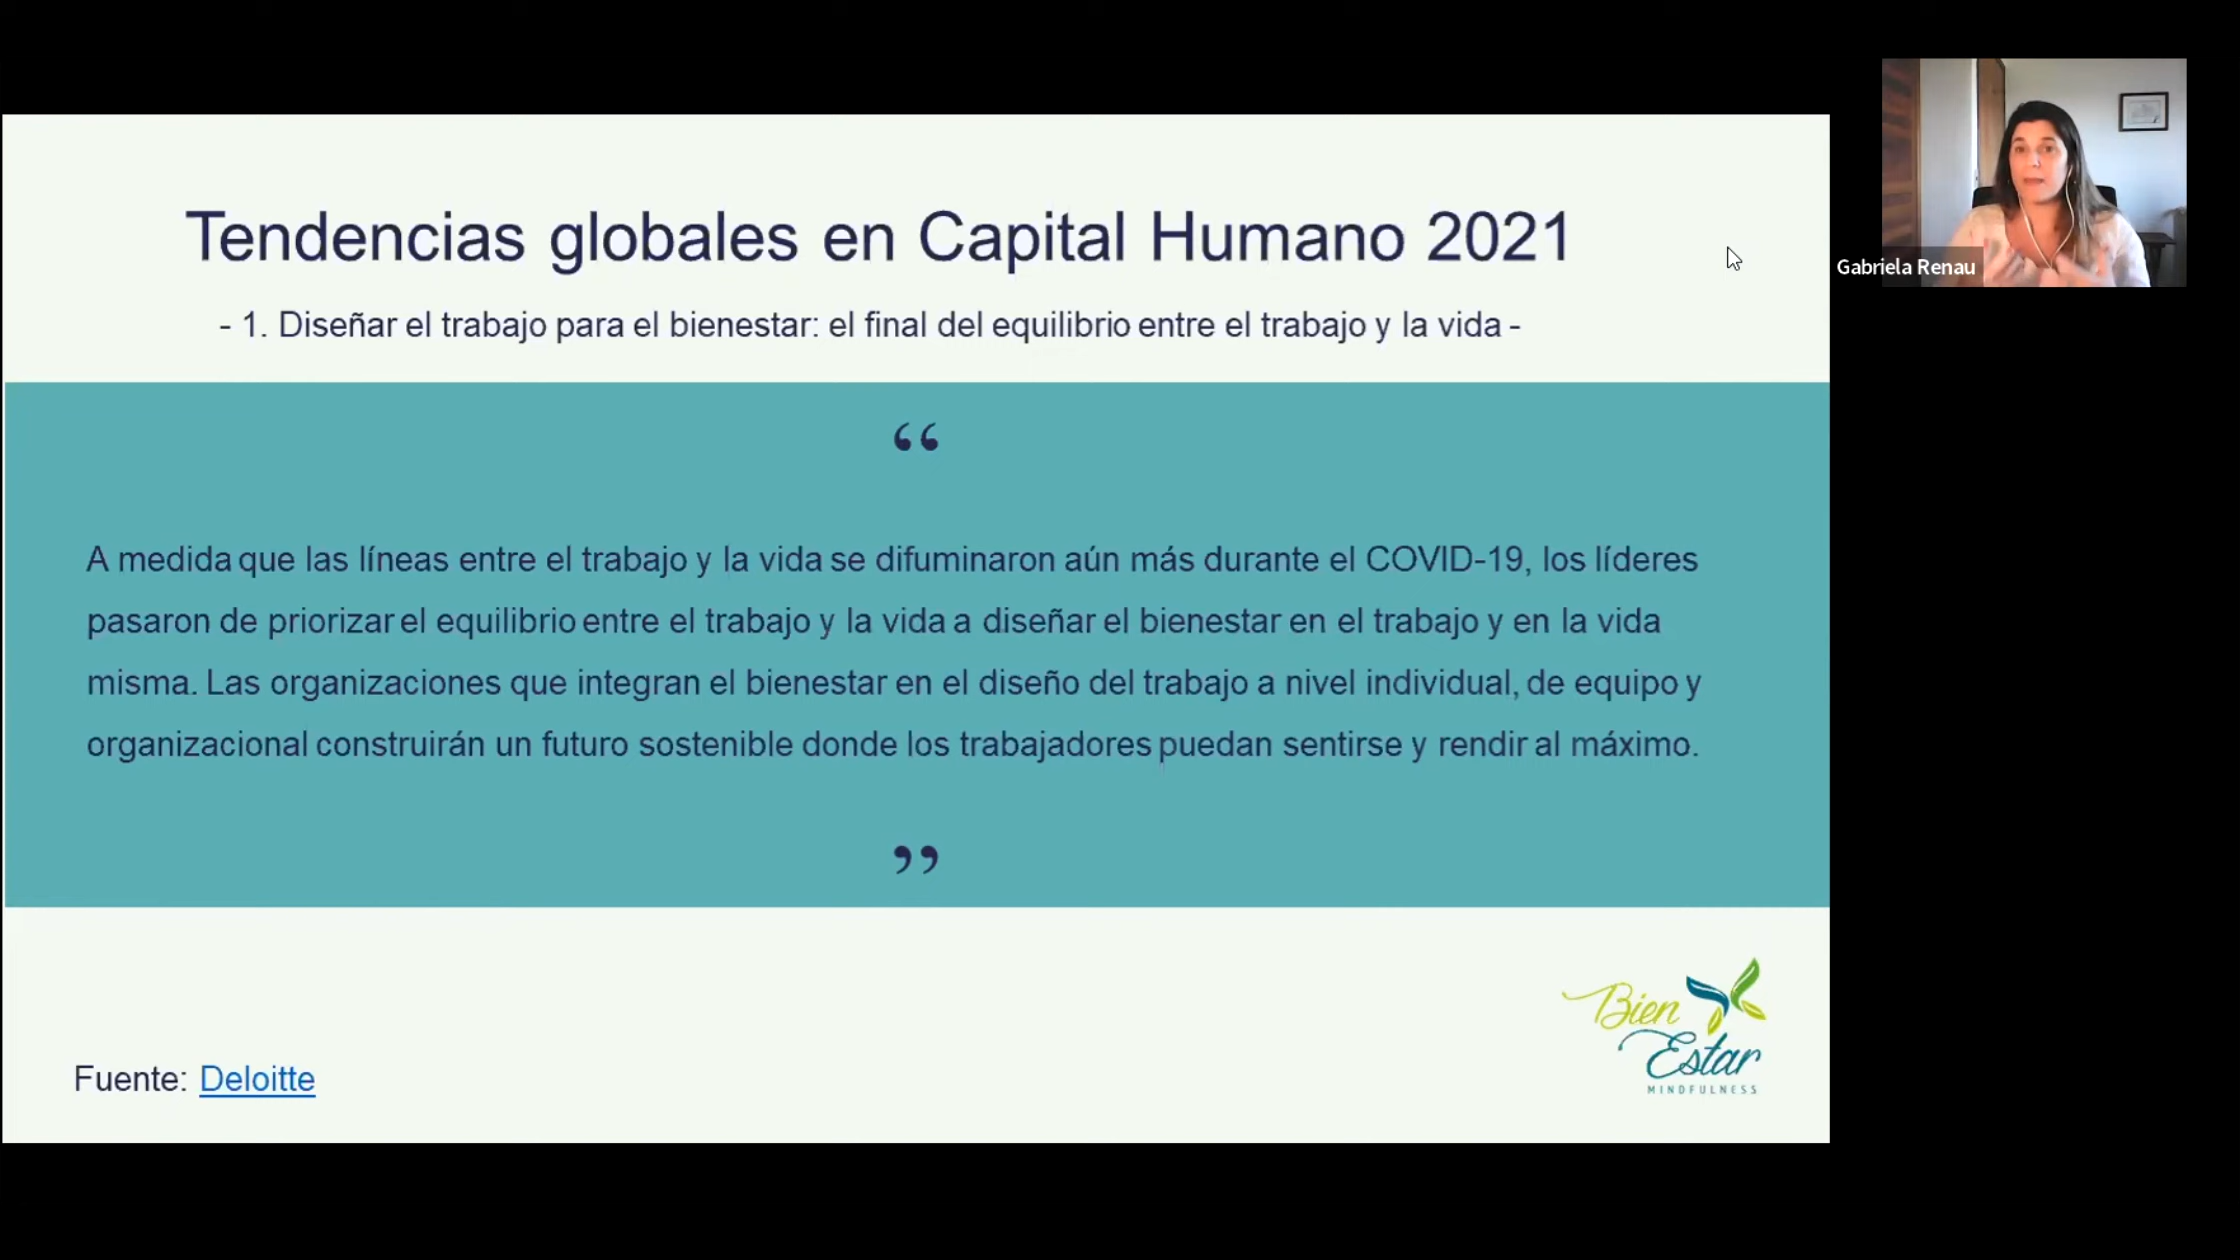 Tendencias globales en Capital Humano 2021
- 1. Diseñar el trabajo para el bienestar: el final del equilibrio entre el trabajo y la vida -
“
A medida que las líneas entre el trabajo y la vida se difuminaron aún más durante el COVID-19, los líderes
pasaron de priorizar el equilibrio entre el trabajo y la vida a diseñar el bienestar en el trabajo y en la vida
misma. Las organizaciones que integran el bienestar en el diseño del trabajo a nivel individual, de equipo y
organizacional construirán un futuro sostenible donde los trabajadores puedan sentirse y rendir al máximo.
”
Fuente: Deloitte
Bien
Estar
MINDFULNESS
Gabriela Renau